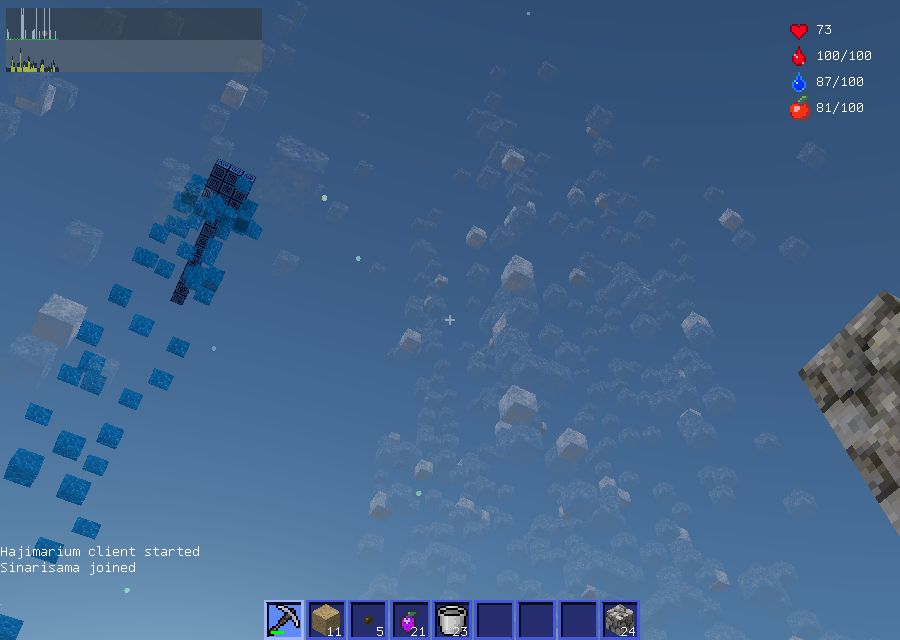 73
100/100
87/100
81/100
Hajimarium client started
Sinarisama joined
11 5 21 23 24